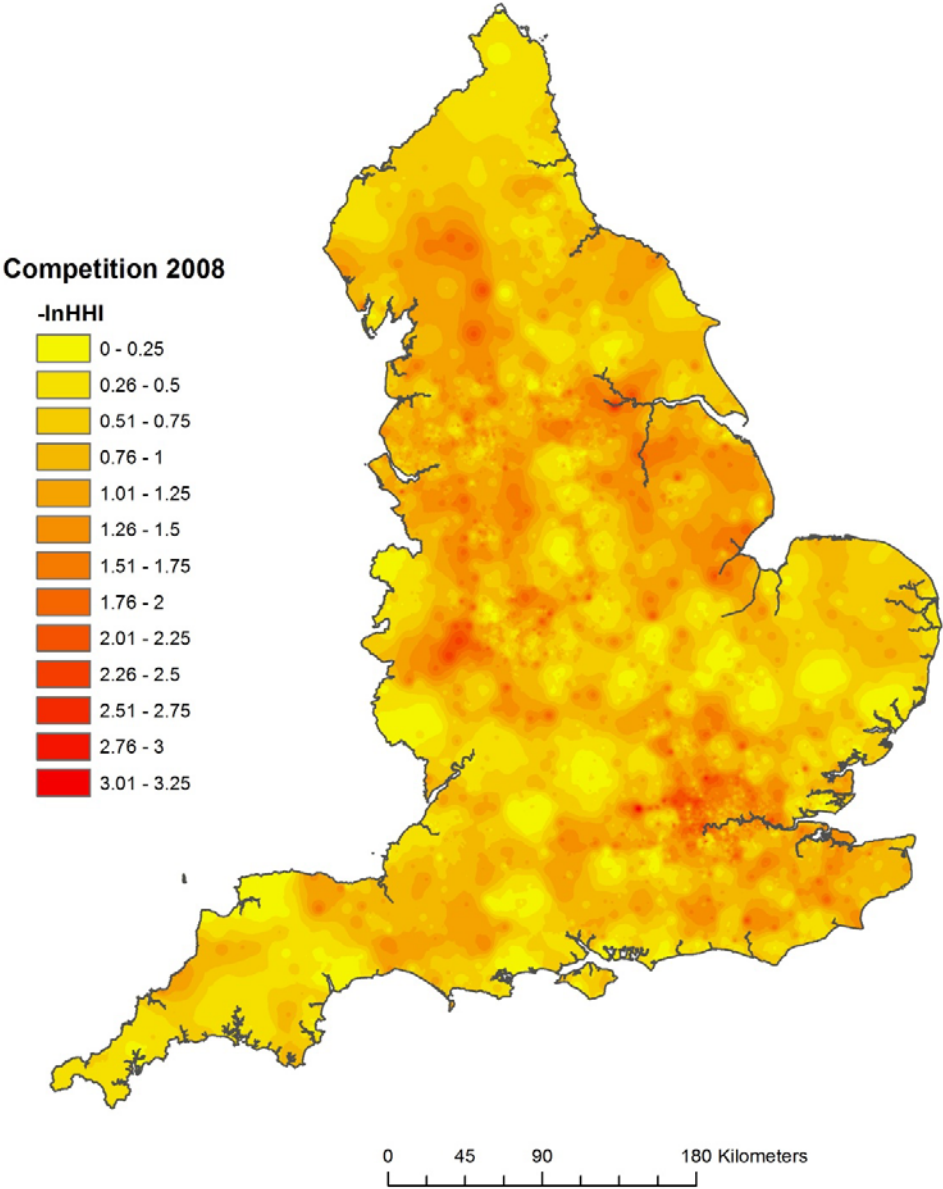 Competition 2008
-lnHHI
0 - 0.25
0.26 - 0.5
0.51 - 0.75
0.76 - 1
1.01 - 1.25
1.26 - 1.5
1.51 - 1.75
1.76 - 2
2.01 - 2.25
2.26 - 2.5
2.51 - 2.75
2.76 - 3
3.01 - 3.25
0 45 90 180 Kilometers